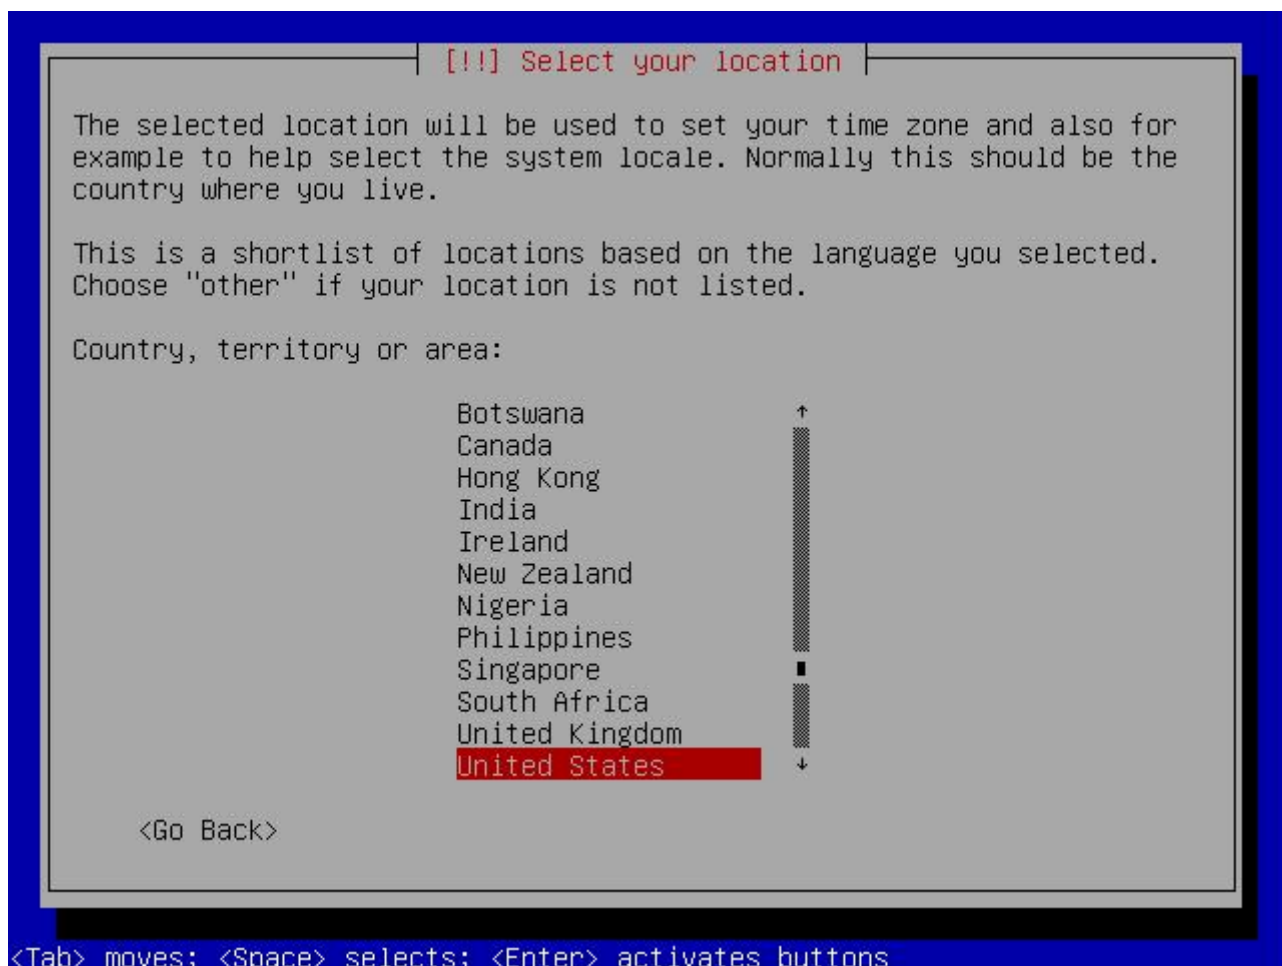 [!!] Select your location
The selected location will be used to set your time zone and also for
example to help select the system locale. Normally this should be the
country where you live.
This is a shortlist of locations based on the language you selected.
Choose "other" if your location is not listed.
Country, territory or area:
Botswana ↑
Canada
Hong Kong
India
Ireland
New Zealand
Nigeria
Philippines
Singapore
South Africa
United Kingdom
United States ↓
<Go Back>
<Tab> moves; <Space> selects; <Enter> activates buttons